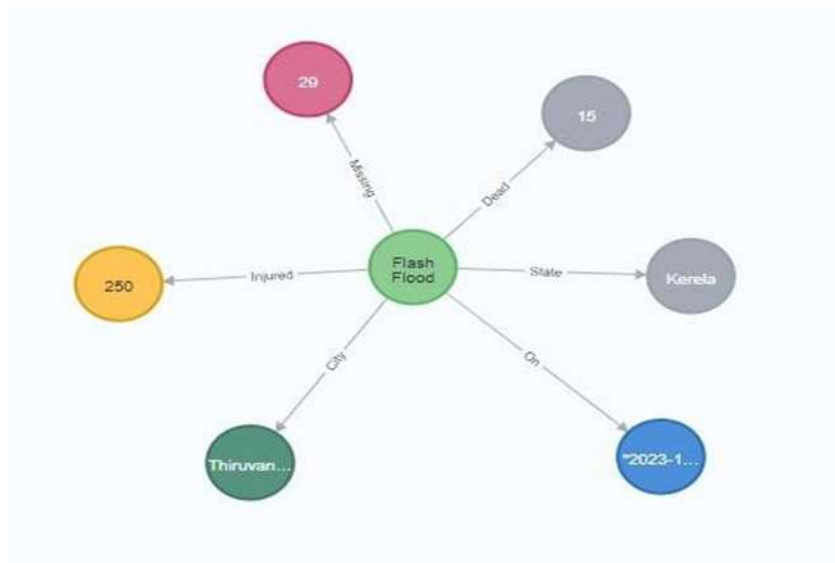 29
15
Missing
Dead
Flash
Flood
250
Injured
State
Kerela
City
On
Thiruvan...
"2023-1...